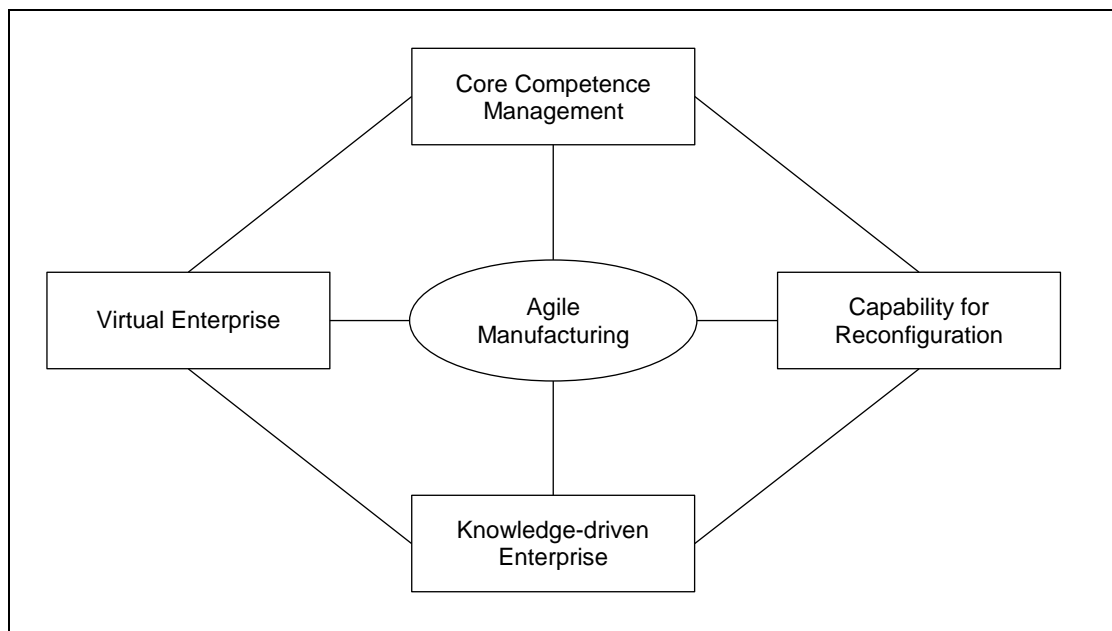 Core Competence
Management
Virtual Enterprise
Agile
Manufacturing
Capability for
Reconfiguration
Knowledge-driven
Enterprise